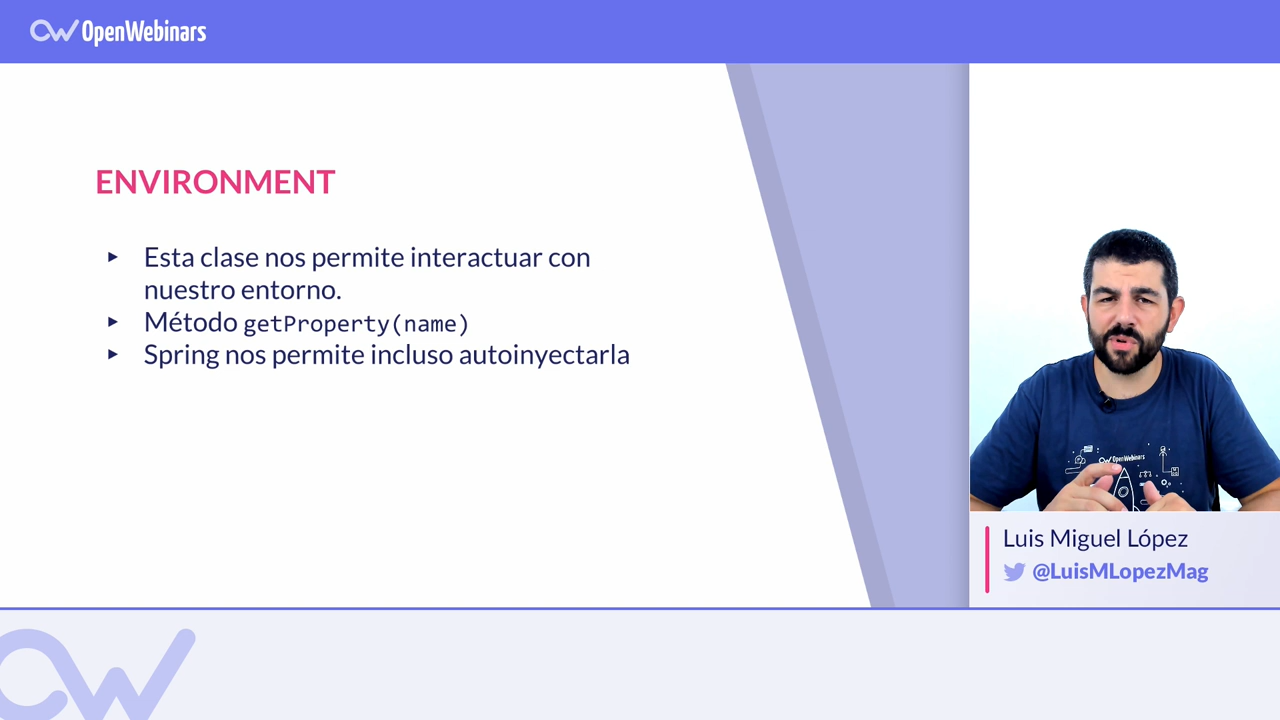 OpenWebinars
ENVIRONMENT
▸ Esta clase nos permite interactuar con
nuestro entorno.
▸ Método getProperty(name)
▸ Spring nos permite incluso autoinyectarla
OpenWebinars
Luis Miguel López
@LuisMLopezMag